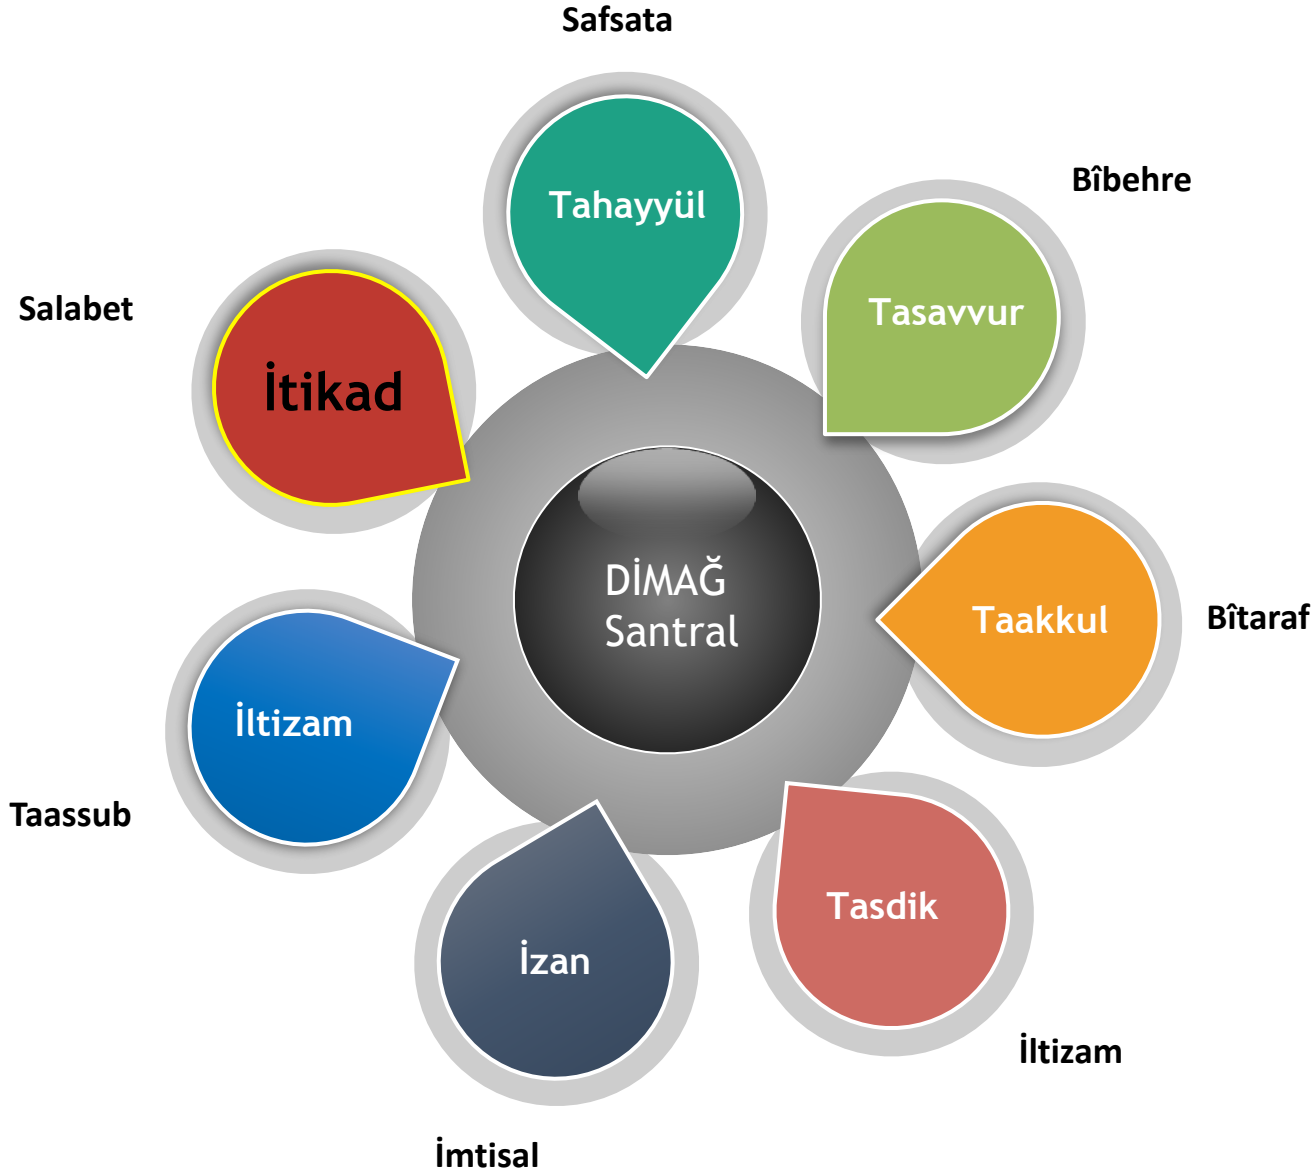 Safsata
Tahayyül
Bîbehre
Tasavvur
Salabet
İtikad
DİMAĞ
Santral
Taakkul
Bîtaraf
İltizam
Taassub
Tasdik
İzan
İltizam
İmtisal